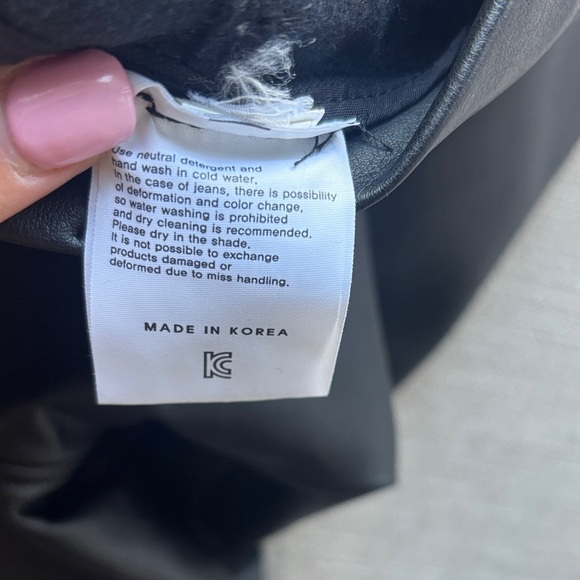 Use neutral detergent and
hand wash in cold water.
In the case of jeans, there is possibility
of deformation and color change,
so water washing is prohibited
and dry cleaning is recommended.
Please dry in the shade.
It is not possible to exchange
products damaged or
deformed due to miss handling.
MADE IN KOREA
KC